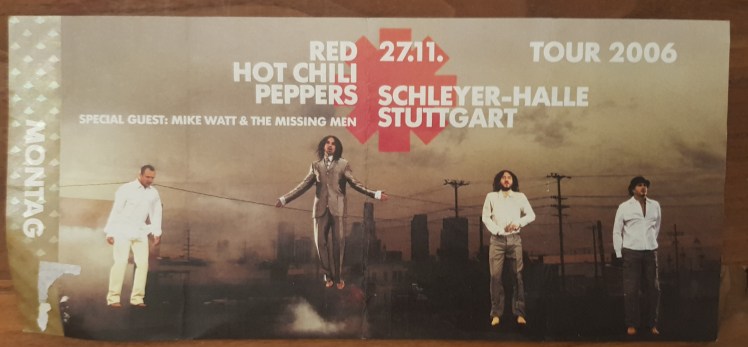 MONTAG
RED
HOT CHILI
PEPPERS
SPECIAL GUEST: MIKE WATT & THE MISSING MEN
27.11.
SCHLEYER-HALLE
STUTTGART
TOUR 2006